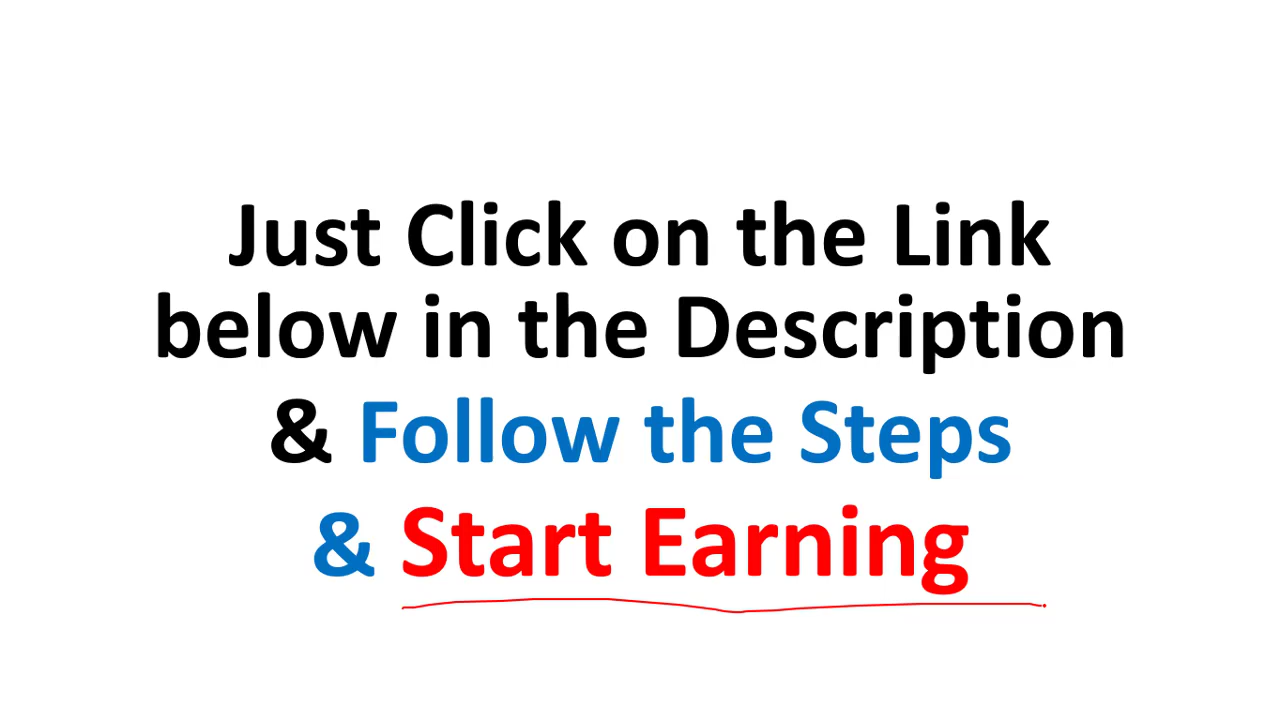 Just Click on the Link
below in the Description
& Follow the Steps
& Start Earning